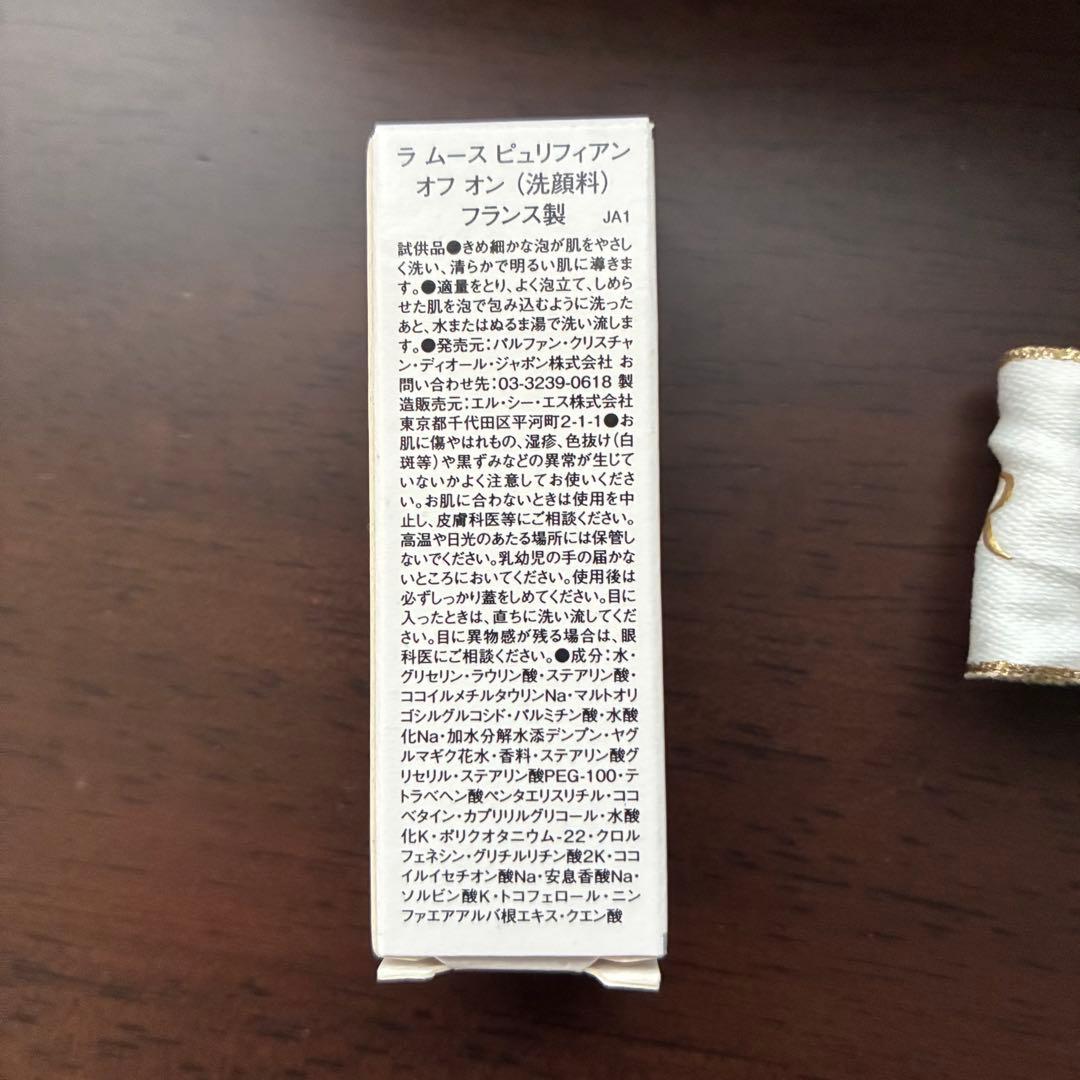 ラ ムース ピュリフィアン
オフ オン（洗顔料）
フランス製 JA1
試供品●きめ細かな泡が肌をやさし
く洗い、清らかで明るい肌に導きま
す。●適量をとり、よく泡立て、しめら
せた肌を泡で包み込むように洗った
あと、水またはぬるま湯で洗い流しま
す。●発売元：パルファン・クリスチャ
ン・ディオール・ジャポン株式会社 お
問い合わせ先：03-3239-0618 製
造販売元：エル・シー・エス株式会社
東京都千代田区平河町2-1-1●お
肌に傷やはれもの、湿疹、色抜け（白
斑等）や黒ずみなどの異常が生じて
いないかよく注意してお使いくださ
い。お肌に合わないときは使用を中
止し、皮膚科医等にご相談ください。
高温や日光のあたる場所には保管し
ないでください。乳幼児の手の届かな
いところにおいてください。使用後は
必ずしっかり蓋をしめてください。目に
入ったときは、直ちに洗い流してくだ
さい。目に異物感が残る場合は、眼
科医にご相談ください。●成分：水・
グリセリン・ラウリン酸・ステアリン酸・
ココイルメチルタウリンNa・マルトオリ
ゴシルグルコシド・パルミチン酸・水酸
化Na・加水分解水添デンプン・ヤグ
ルマギク花水・香料・ステアリン酸グ
リセリル・ステアリン酸PEG-100・テ
トラベヘン酸ペンタエリスリチル・ココ
ベタイン・カプリリルグリコール・水酸
化K・ポリクオタニウム-22・クロル
フェネシン・グリチルリチン酸2K・ココ
イルイセチオン酸Na・安息香酸Na・
ソルビン酸K・トコフェロール・ニン
ファエアアルバ根エキス・クエン酸